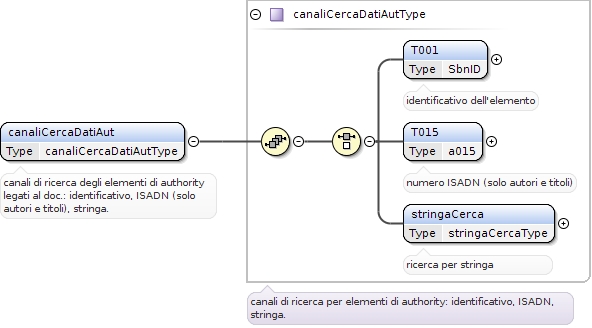 canaliCercaDatiAutType
T001
Type SbnID
identificativo dell'elemento
canaliCercaDatiAut
Type canaliCercaDatiAutType
canali di ricerca degli elementi di authority
legati al doc.: identificativo, ISADN (solo
autori e titoli), stringa.
T015
Type a015
numero ISADN (solo autori e titoli)
stringaCerca
Type stringaCercaType
ricerca per stringa
canali di ricerca per elementi di authority: identificativo, ISADN,
stringa.